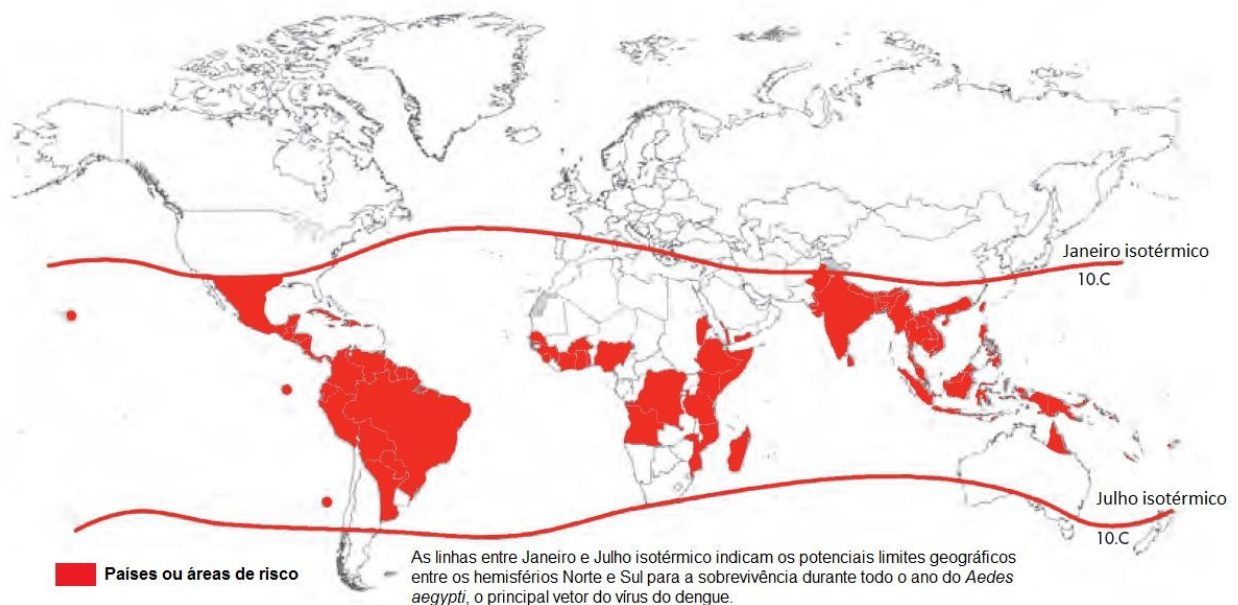 Janeiro isotérmico
10.C
Julho isotérmico
10.C
Países ou áreas de risco
As linhas entre Janeiro e Julho isotérmico indicam os potenciais limites geográficos
entre os hemisférios Norte e Sul para a sobrevivência durante todo o ano do Aedes
aegypti, o principal vetor do vírus do dengue.